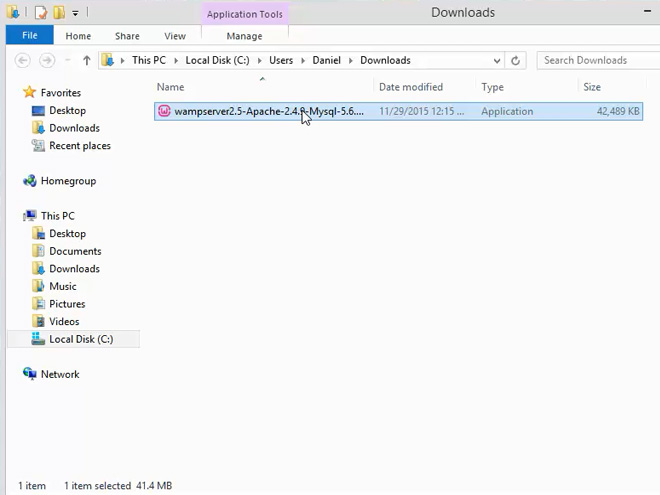 Application Tools
Downloads
File Home Share View Manage
This PC Local Disk (C:) Users Daniel Downloads
Search Downloads
Name Date modified Type Size
wampserver2.5-Apache-2.4.9-Mysql-5.6.... 11/29/2015 12:15 ... Application 42,489 KB
Favorites
Desktop
Downloads
Recent places
Homegroup
This PC
Desktop
Documents
Downloads
Music
Pictures
Videos
Local Disk (C:)
Network
1 item 1 item selected 41.4 MB